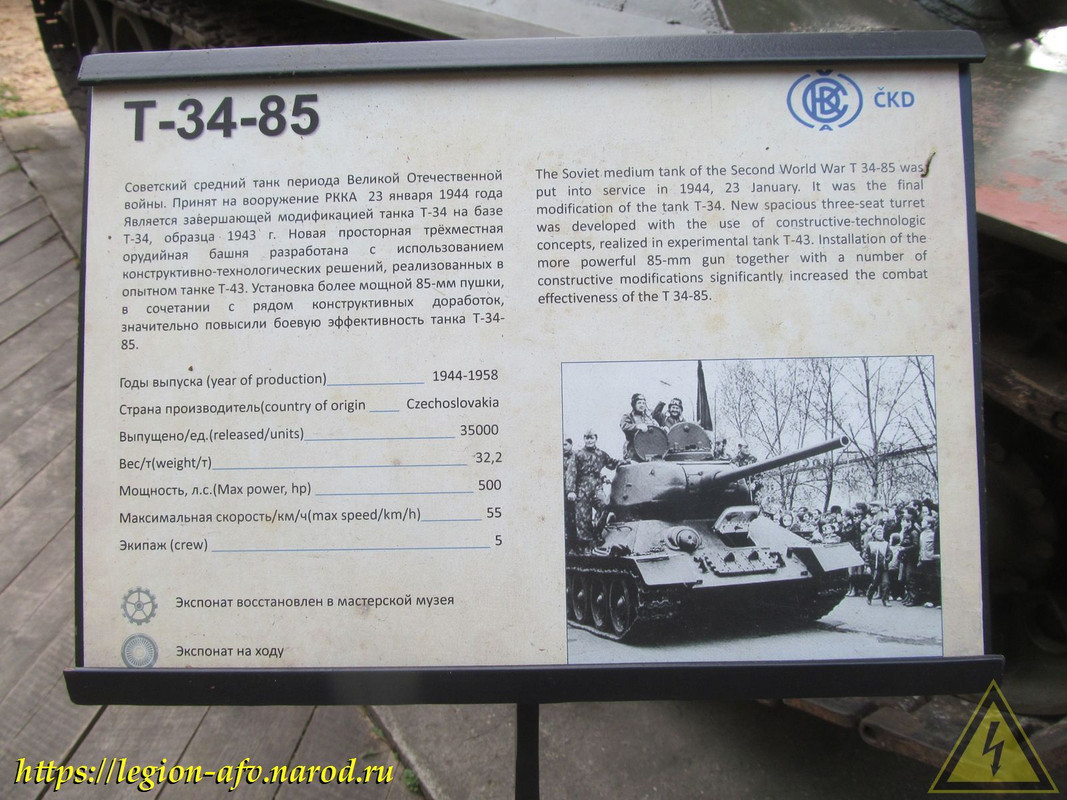 Т-34-85
ČKD
Советский средний танк периода Великой Отечественной
войны. Принят на вооружение РККА 23 января 1944 года
Является завершающей модификацией танка Т-34 на базе
Т-34, образца 1943 г. Новая просторная трёхместная
орудийная башня разработана с использованием
конструктивно-технологических решений, реализованных в
опытном танке Т-43. Установка более мощной 85-мм пушки,
в сочетании с рядом конструктивных доработок,
значительно повысили боевую эффективность танка Т-34-
85.
The Soviet medium tank of the Second World War T 34-85 was
put into service in 1944, 23 January. It was the final
modification of the tank T-34. New spacious three-seat turret
was developed with the use of constructive-technologic
concepts, realized in experimental tank T-43. Installation of the
more powerful 85-mm gun together with a number of
constructive modifications significantly increased the combat
effectiveness of the T 34-85.
Годы выпуска (year of production) 1944-1958
Страна производитель(country of origin Czechoslovakia
Выпущено/ед.(released/units) 35000
Вес/т(weight/т) 32,2
Мощность, л.с.(Max power, hp) 500
Максимальная скорость/км/ч(max speed/km/h) 55
Экипаж (crew) 5
Экспонат восстановлен в мастерской музея
Экспонат на ходу
https://legion-afv.narod.ru